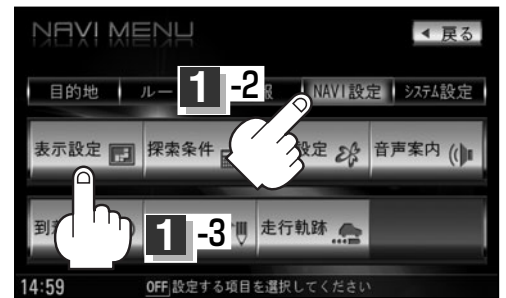 NAVI MENU
◀ 戻る
目的地 ルー 報 NAVI設定 システム設定
1 -2
表示設定 探索条件 設定 音声案内
到 1 -3 走行軌跡
14:59 OFF 設定する項目を選択してください